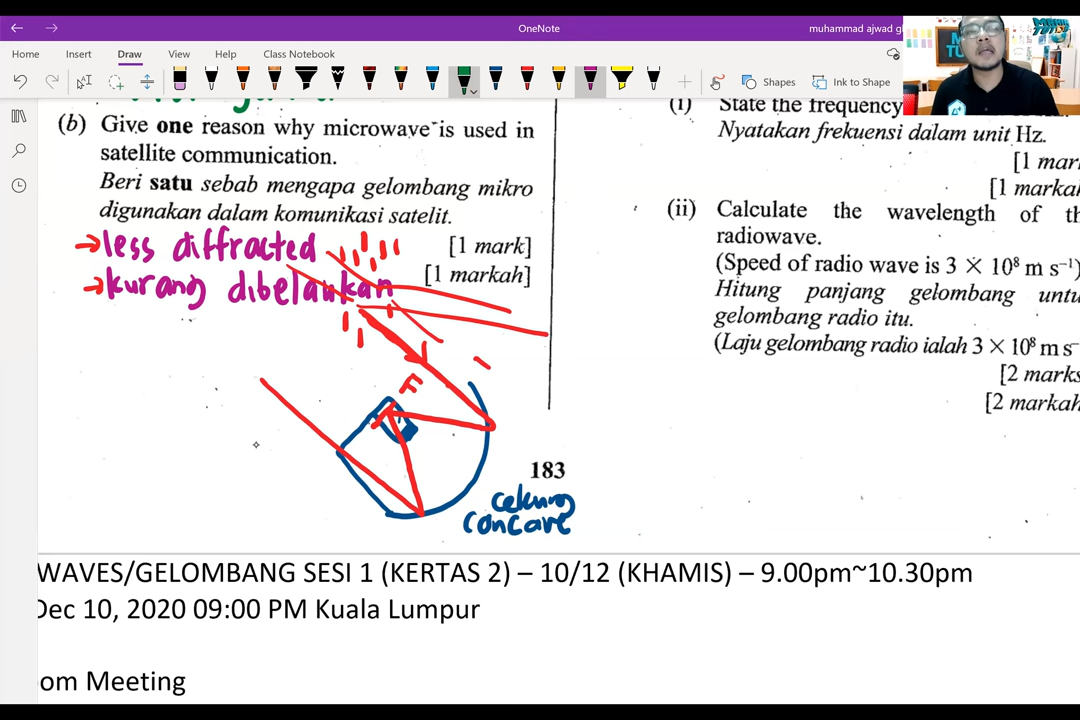 OneNote
muhammad ajwad g
Home Insert Draw View Help Class Notebook
Shapes
Ink to Shape
(b) Give one reason why microwave is used in
satellite communication.
Beri satu sebab mengapa gelombang mikro
digunakan dalam komunikasi satelit.
[1 mark]
[1 markah]
→less diffracted
→kurang dibelaukan
F
cekung
concave
183
(i) State the frequency
Nyatakan frekuensi dalam unit Hz.
[1 mar
[1 markah
(ii) Calculate the wavelength of th
radiowave.
(Speed of radio wave is 3 × 10⁸ m s⁻¹)
Hitung panjang gelombang untu
gelombang radio itu.
(Laju gelombang radio ialah 3 × 10⁸ m s⁻
[2 marks
[2 markah
WAVES/GELOMBANG SESI 1 (KERTAS 2) – 10/12 (KHAMIS) – 9.00pm~10.30pm
Dec 10, 2020 09:00 PM Kuala Lumpur
oom Meeting